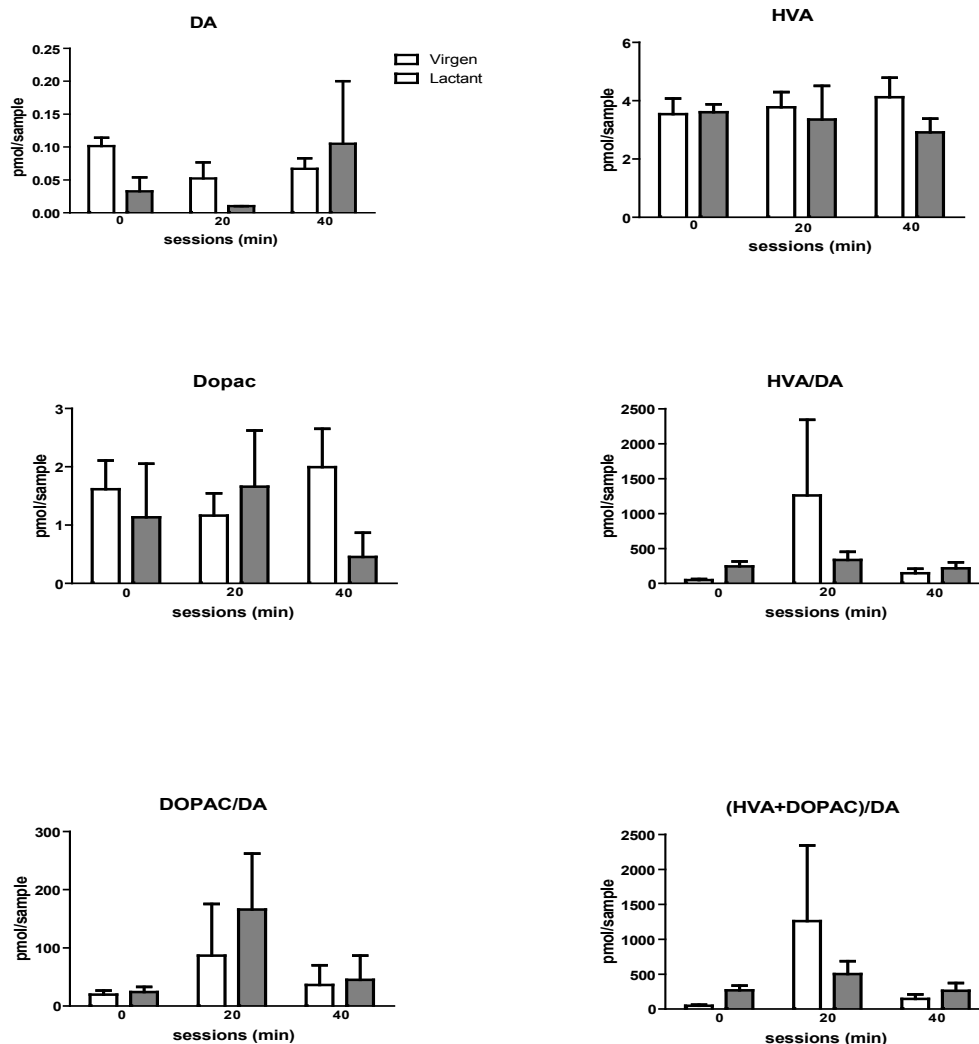 DA
0.25
0.20
0.15
0.10
0.05
0.00
pmol/sample
0 20 40
sessions (min)
Virgen
Lactant
HVA
6
4
2
0
pmol/sample
0 20 40
sessions (min)
Dopac
3
2
1
0
pmol/sample
0 20 40
sessions (min)
HVA/DA
2500
2000
1500
1000
500
0
pmol/sample
0 20 40
sessions (min)
DOPAC/DA
300
200
100
0
pmol/sample
0 20 40
sessions (min)
(HVA+DOPAC)/DA
2500
2000
1500
1000
500
0
pmol/sample
0 20 40
sessions (min)